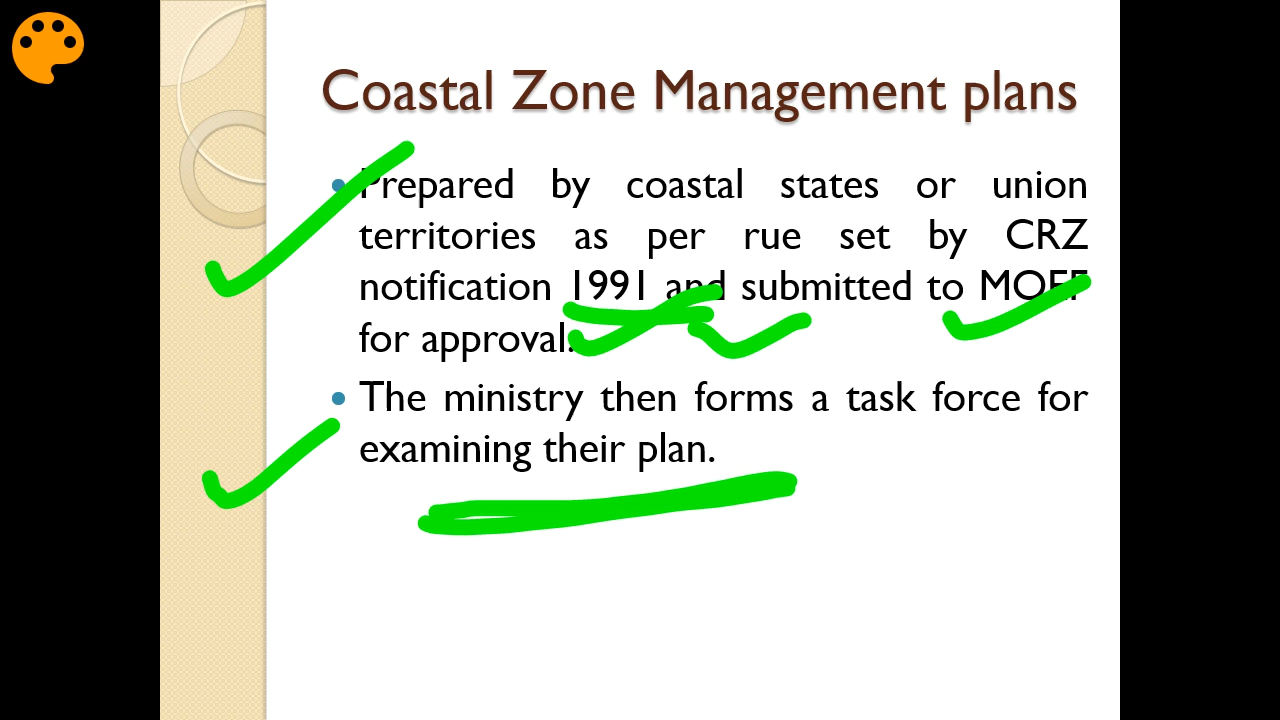 Coastal Zone Management plans
Prepared by coastal states or union
territories as per rue set by CRZ
notification 1991 and submitted to MOEF
for approval.
The ministry then forms a task force for
examining their plan.